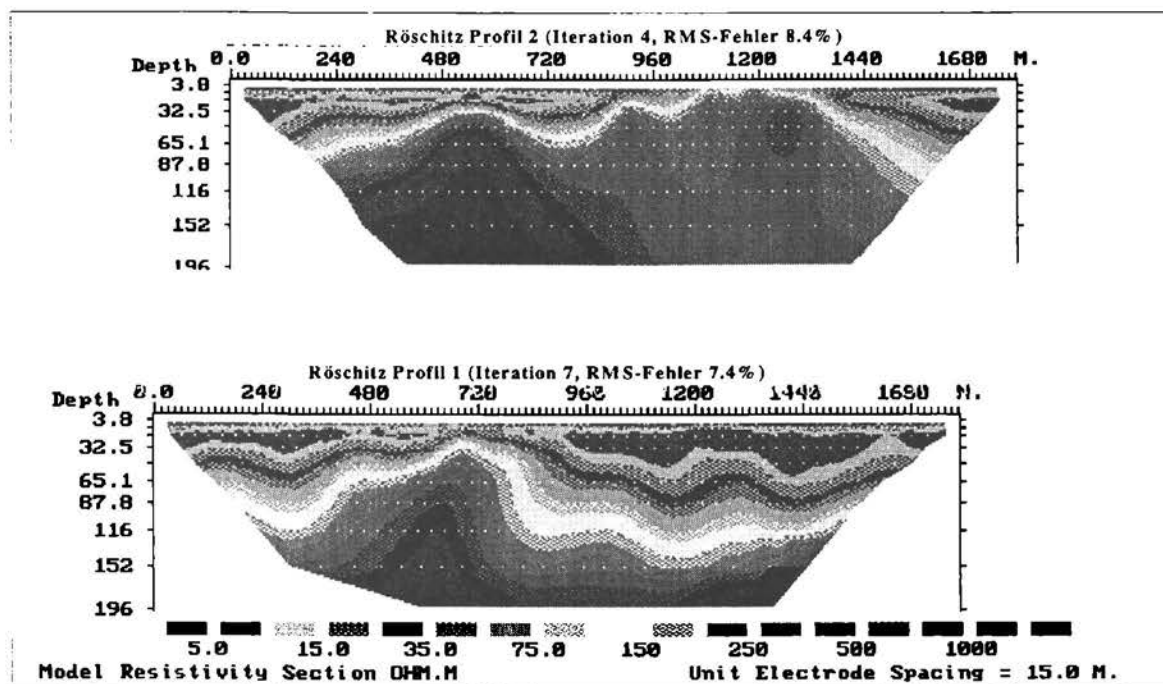 Röschitz Profil 2 (Iteration 4, RMS-Fehler 8.4%)
Depth 0.0 240 480 720 960 1200 1440 1680 M.
3.8
32.5
65.1
87.8
116
152
196
Röschitz Profil 1 (Iteration 7, RMS-Fehler 7.4%)
Depth 0.0 240 480 720 960 1200 1440 1680 M.
3.8
32.5
65.1
87.8
116
152
196
5.0 15.0 35.0 75.0 150 250 500 1000
Model Resistivity Section OHM.M Unit Electrode Spacing = 15.0 M.